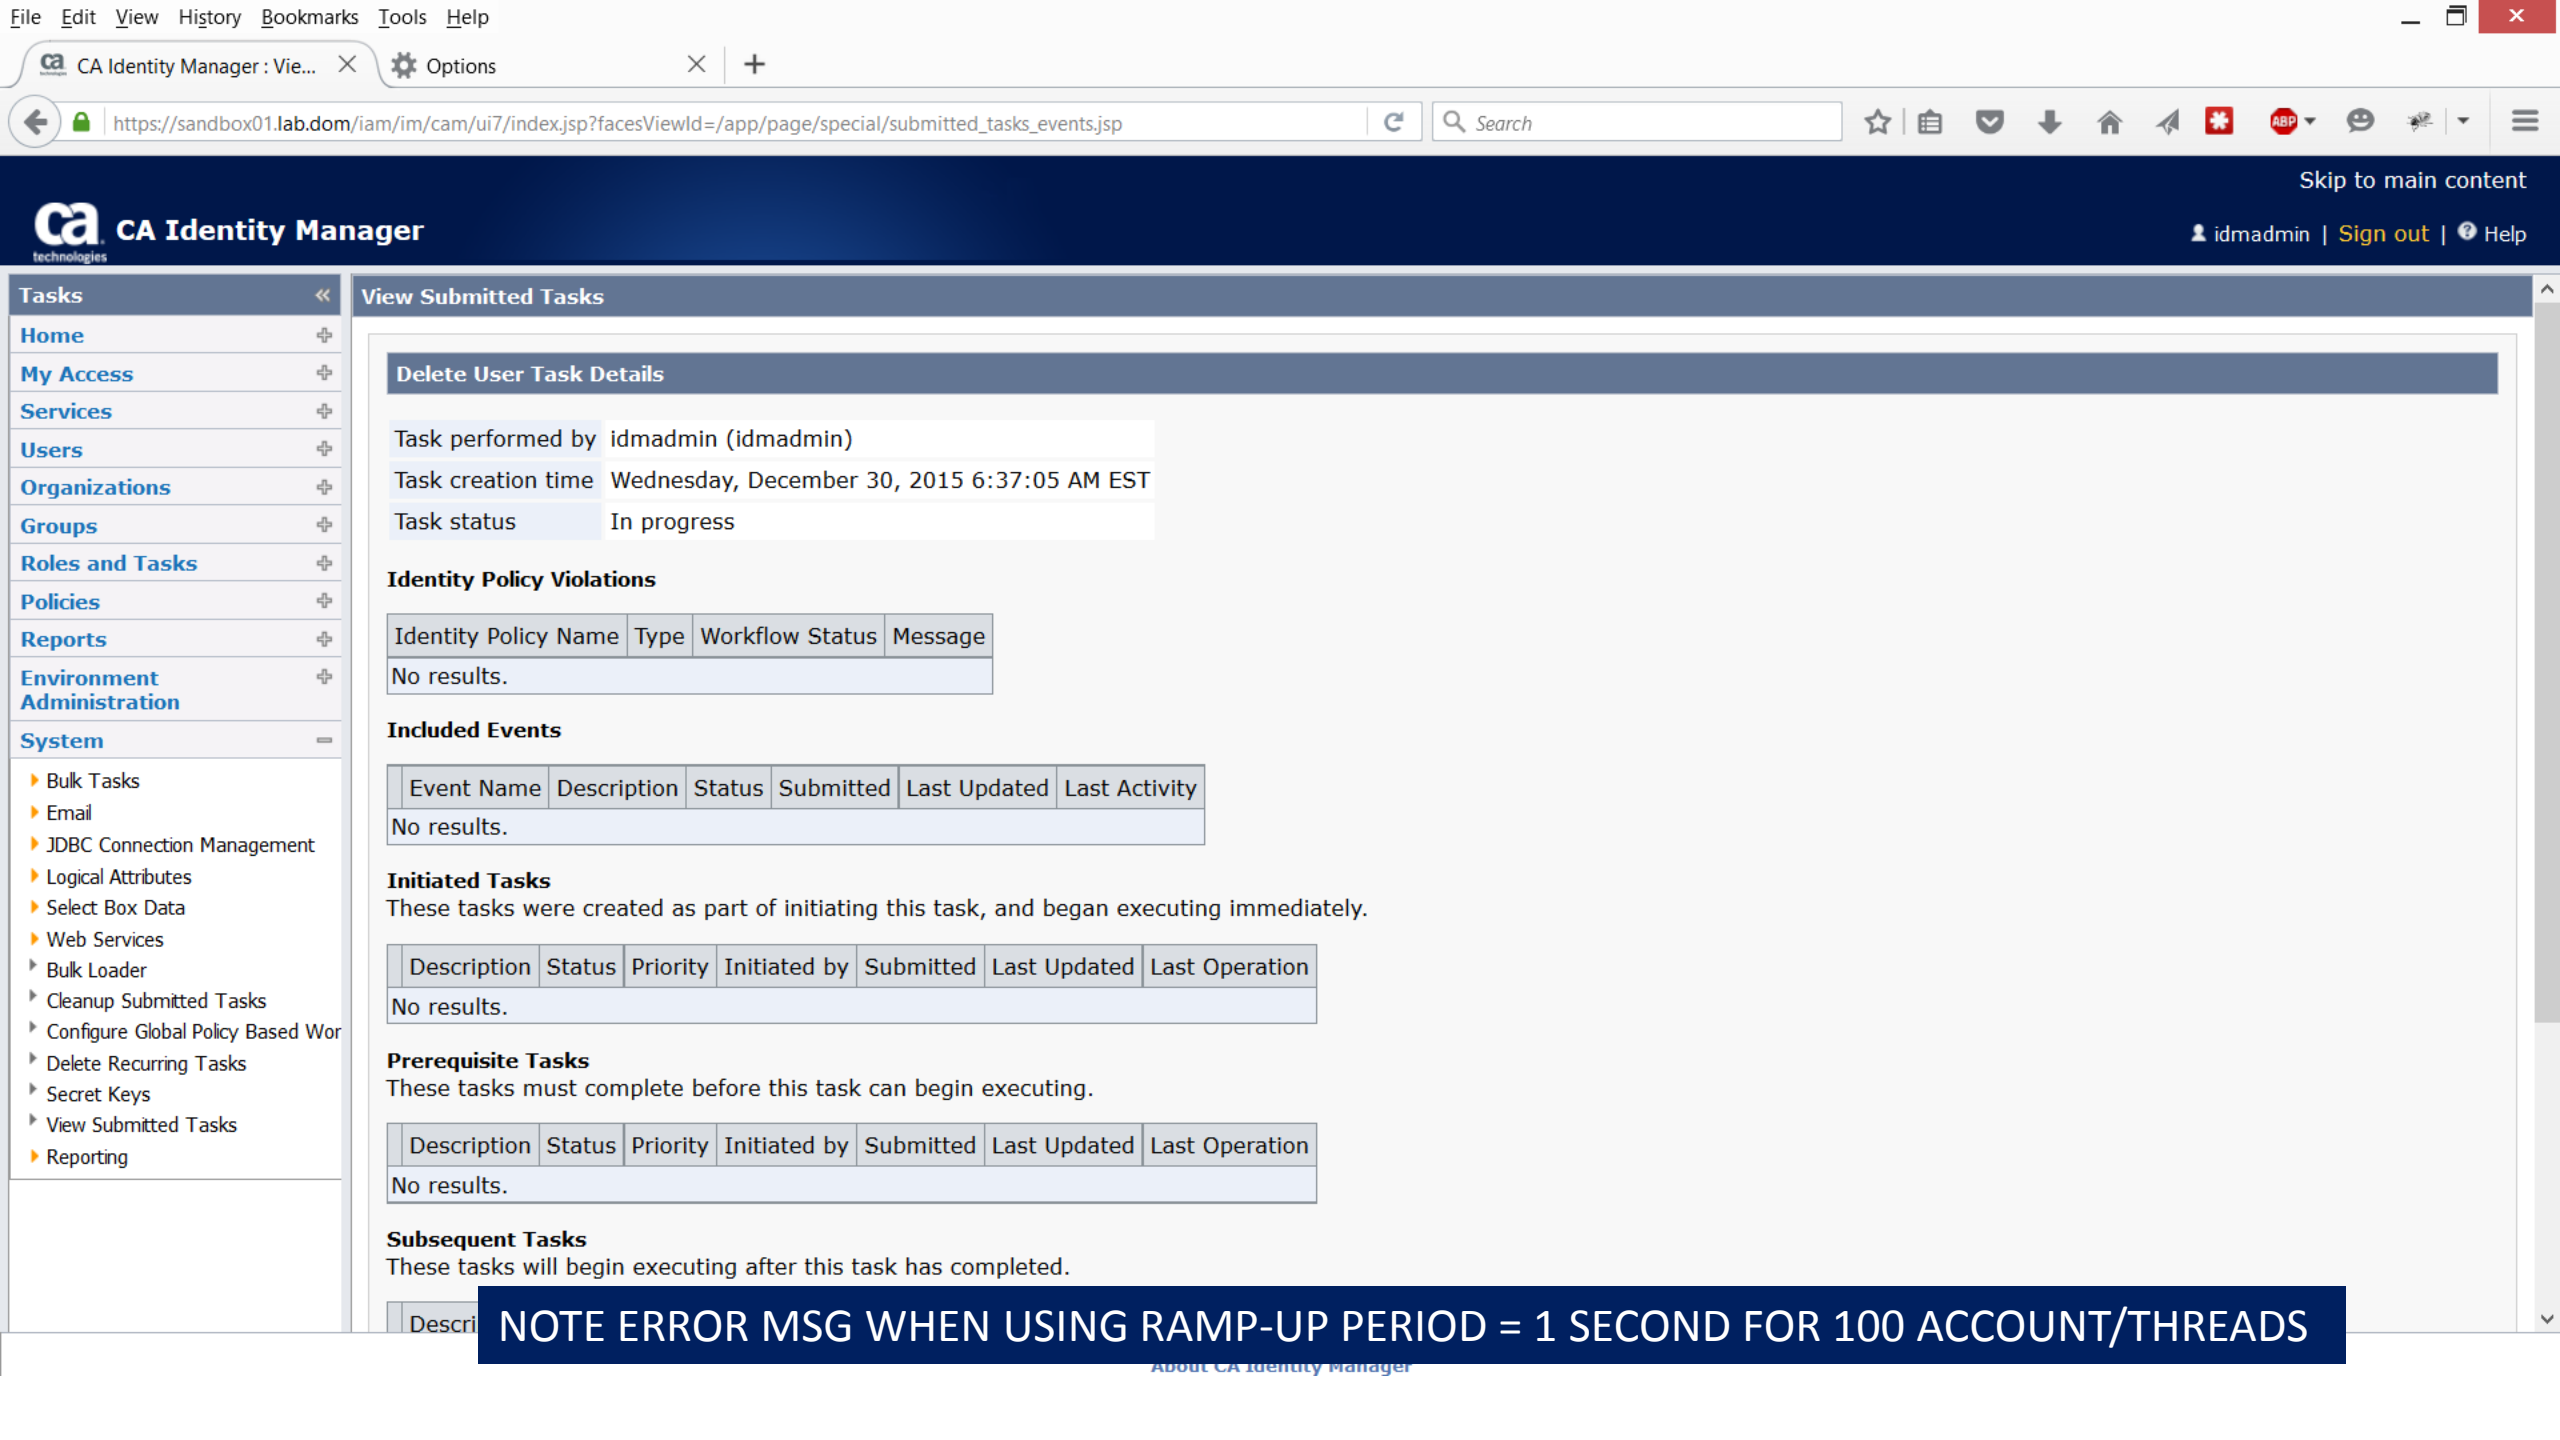 File Edit View History Bookmarks Tools Help
CA Identity Manager : Vie... Options
https://sandbox01.lab.dom/iam/im/cam/ui7/index.jsp?facesViewId=/app/page/special/submitted_tasks_events.jsp Search ABP
Skip to main content
ca technologies CA Identity Manager
idmadmin | Sign out | Help
Tasks
Home
My Access
Services
Users
Organizations
Groups
Roles and Tasks
Policies
Reports
Environment
Administration
System
Bulk Tasks
Email
JDBC Connection Management
Logical Attributes
Select Box Data
Web Services
Bulk Loader
Cleanup Submitted Tasks
Configure Global Policy Based Wor
Delete Recurring Tasks
Secret Keys
View Submitted Tasks
Reporting
View Submitted Tasks
Delete User Task Details
Task performed by idmadmin (idmadmin)
Task creation time Wednesday, December 30, 2015 6:37:05 AM EST
Task status In progress
Identity Policy Violations
Identity Policy Name Type Workflow Status Message
No results.
Included Events
Event Name Description Status Submitted Last Updated Last Activity
No results.
Initiated Tasks
These tasks were created as part of initiating this task, and began executing immediately.
Description Status Priority Initiated by Submitted Last Updated Last Operation
No results.
Prerequisite Tasks
These tasks must complete before this task can begin executing.
Description Status Priority Initiated by Submitted Last Updated Last Operation
No results.
Subsequent Tasks
These tasks will begin executing after this task has completed.
Descri
NOTE ERROR MSG WHEN USING RAMP-UP PERIOD = 1 SECOND FOR 100 ACCOUNT/THREADS
About CA Identity Manager